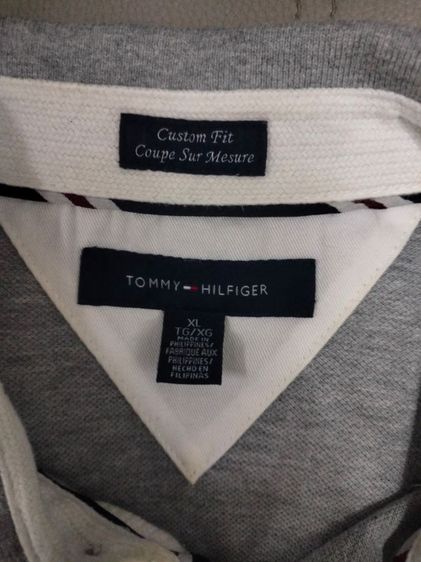 Custom Fit
Coupe Sur Mesure
TOMMY HILFIGER
XL
TG/XG
MADE IN
PHILIPPINES/
FABRIQUÉ AUX
PHILIPPINES/
HECHO EN
FILIPINAS